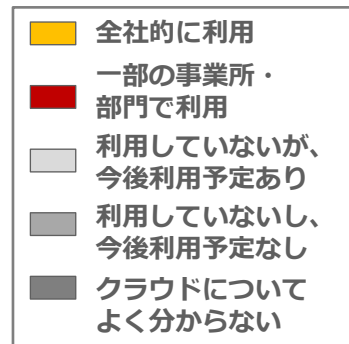 全社的に利用
一部の事業所・
部門で利用
利用していないが、
今後利用予定あり
利用していないし、
今後利用予定なし
クラウドについて
よく分からない